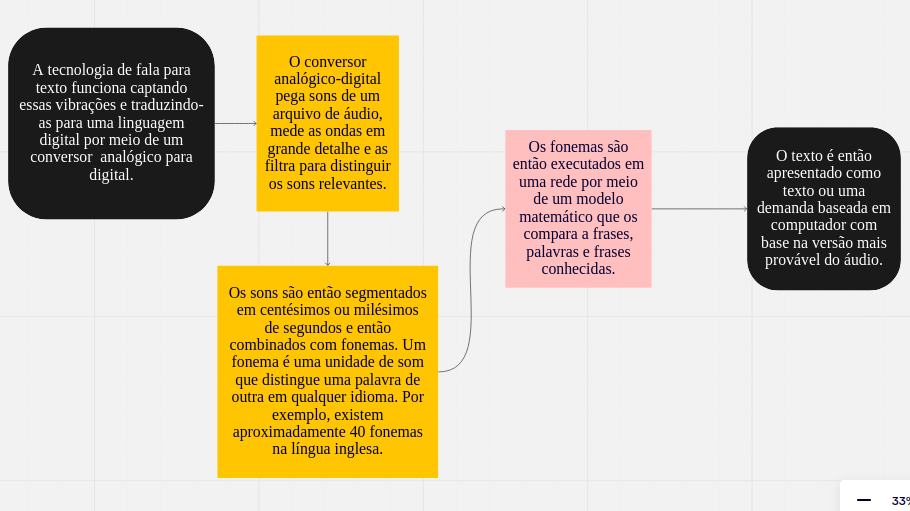 A tecnologia de fala para
texto funciona captando
essas vibrações e traduzindo-
as para uma linguagem
digital por meio de um
conversor  analógico para
digital.
O conversor
analógico-digital
pega sons de um
arquivo de áudio,
mede as ondas em
grande detalhe e as
filtra para distinguir
os sons relevantes.
Os sons são então segmentados
em centésimos ou milésimos
de segundos e então
combinados com fonemas. Um
fonema é uma unidade de som
que distingue uma palavra de
outra em qualquer idioma. Por
exemplo, existem
aproximadamente 40 fonemas
na língua inglesa.
Os fonemas são
então executados em
uma rede por meio
de um modelo
matemático que os
compara a frases,
palavras e frases
conhecidas.
O texto é então
apresentado como
texto ou uma
demanda baseada em
computador com
base na versão mais
provável do áudio.
33%